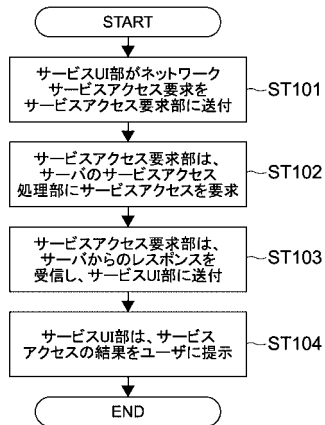 START
サービスUI部がネットワーク
サービスアクセス要求を
サービスアクセス要求部に送付
ST101
サービスアクセス要求部は、
サーバのサービスアクセス
処理部にサービスアクセスを要求
ST102
サービスアクセス要求部は、
サーバからのレスポンスを
受信し、サービスUI部に送付
ST103
サービスUI部は、サービス
アクセスの結果をユーザに提示
ST104
END